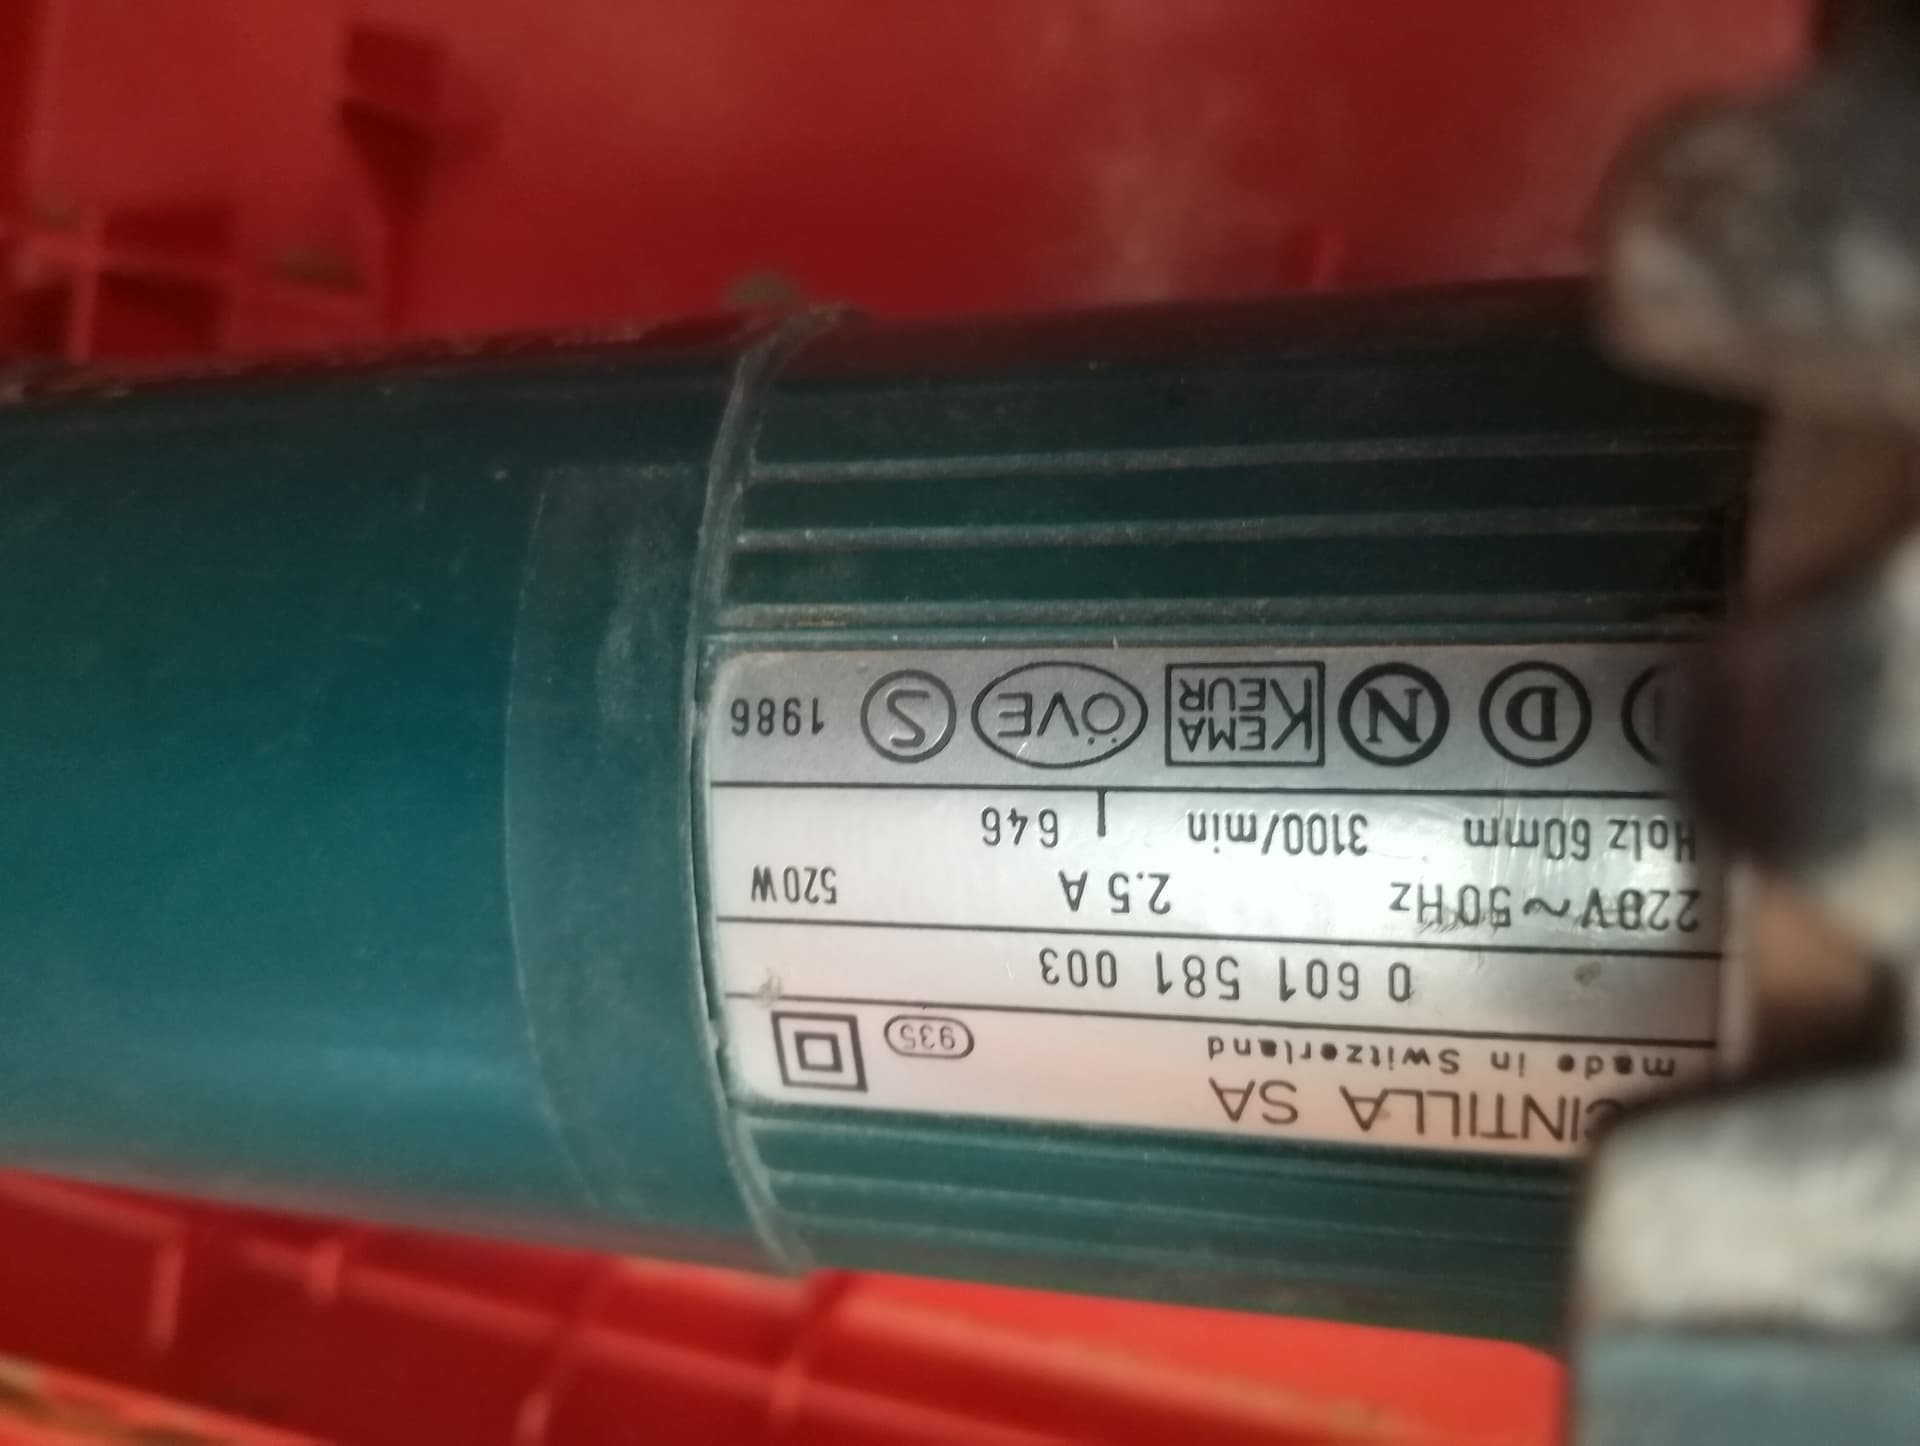 CINTILLA SA
made in Switzerland 935
0 601 581 003
220V~50Hz 2.5 A 520W
Holz 60mm 3100/min 646
D N KEMA KEUR ÖVE S 1986